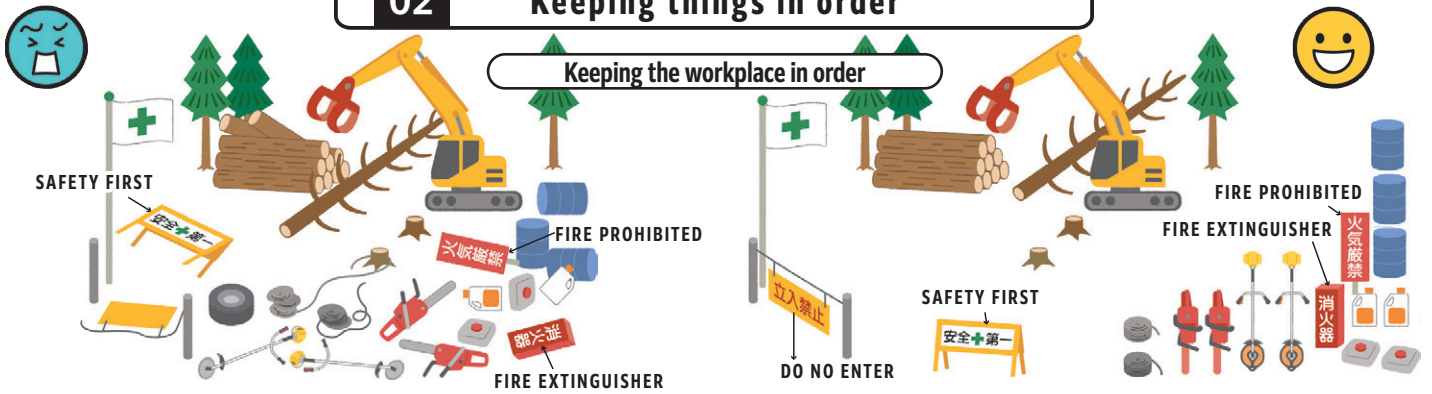 02 Keeping things in order
Keeping the workplace in order
SAFETY FIRST
安全第一
火気厳禁
FIRE PROHIBITED
消火器
FIRE EXTINGUISHER
立入禁止
DO NO ENTER
SAFETY FIRST
安全第一
FIRE PROHIBITED
火気厳禁
FIRE EXTINGUISHER
消火器